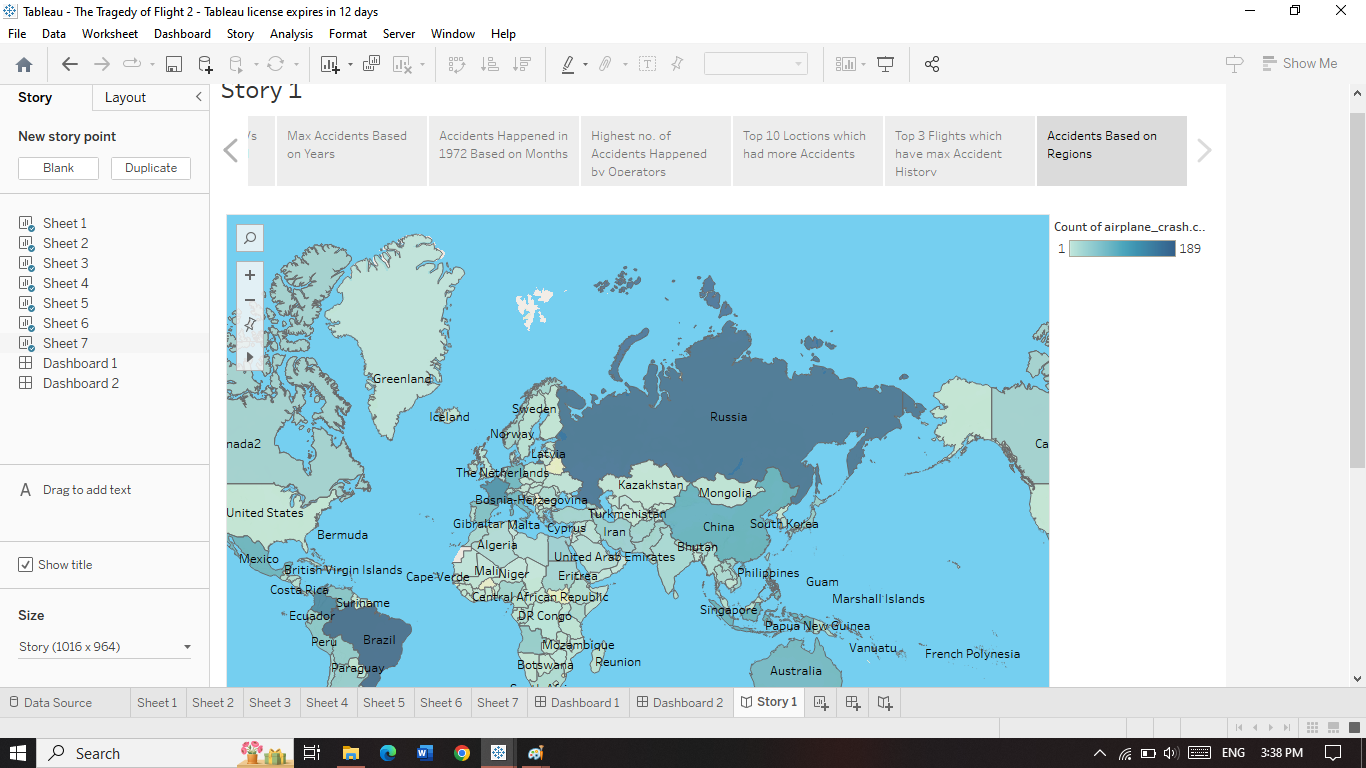 Tableau - The Tragedy of Flight 2 - Tableau license expires in 12 days
File Data Worksheet Dashboard Story Analysis Format Server Window Help
Show Me
Story Layout
Story 1
New story point
Blank Duplicate
/s
Max Accidents Based
on Years
Accidents Happened in
1972 Based on Months
Highest no. of
Accidents Happened
by Operators
Top 10 Loctions which
had more Accidents
Top 3 Flights which
have max Accident
History
Accidents Based on
Regions
Sheet 1
Sheet 2
Sheet 3
Sheet 4
Sheet 5
Sheet 6
Sheet 7
Dashboard 1
Dashboard 2
A Drag to add text
Show title
Size
Story (1016 x 964)
Count of airplane_crash.c..
1 189
Greenland
Iceland
Sweden
Russia
Norway
nada2
Ca
Latvia
The Netherlands
Kazakhstan
Mongolia
Bosnia-Herzegovina
United States
Turkmenistan
Gibraltar Malta Cyprus Iran China South Korea
Bermuda
Algeria
Bhutan
Mexico
United Arab Emirates
British Virgin Islands
Cape Verde
Mali Niger Eritrea
Philippines
Guam
Costa Rica
Suriname
Central African Republic
Marshall Islands
Ecuador
DR Congo
Singapore
Papua New Guinea
Peru
Brazil
Mozambique
Vanuatu
French Polynesia
Paraguay
Botswana
Reunion
Australia
Data Source Sheet 1 Sheet 2 Sheet 3 Sheet 4 Sheet 5 Sheet 6 Sheet 7 Dashboard 1 Dashboard 2 Story 1
Search
ENG 3:38 PM